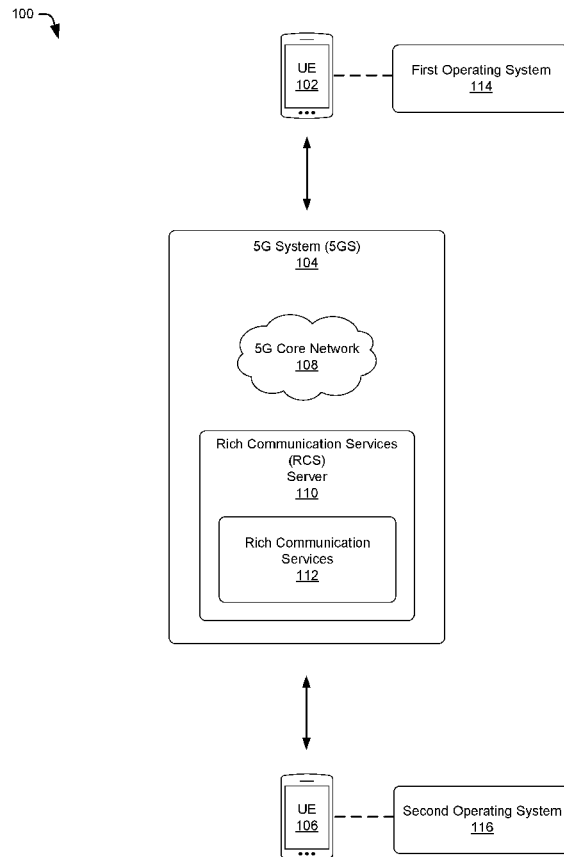 100
UE
102
First Operating System
114
5G System (5GS)
104
5G Core Network
108
Rich Communication Services
(RCS)
Server
110
Rich Communication
Services
112
UE
106
Second Operating System
116